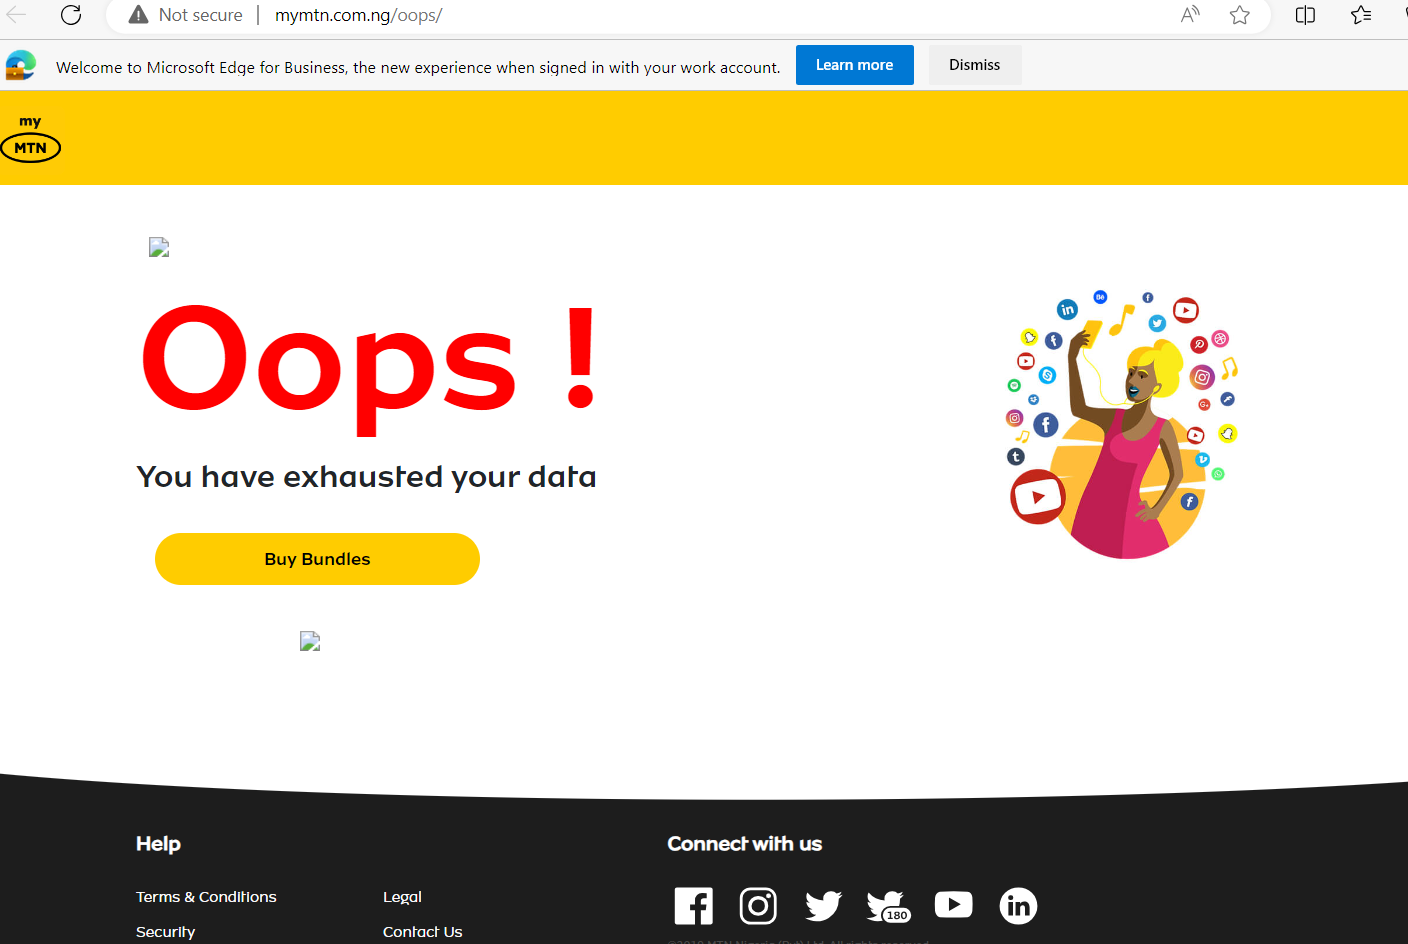 Not secure | mymtn.com.ng/oops/
Welcome to Microsoft Edge for Business, the new experience when signed in with your work account.
Learn more
Dismiss
my
MTN
Oops !
You have exhausted your data
Buy Bundles
Help
Terms & Conditions
Legal
Security
Contact Us
Connect with us
180